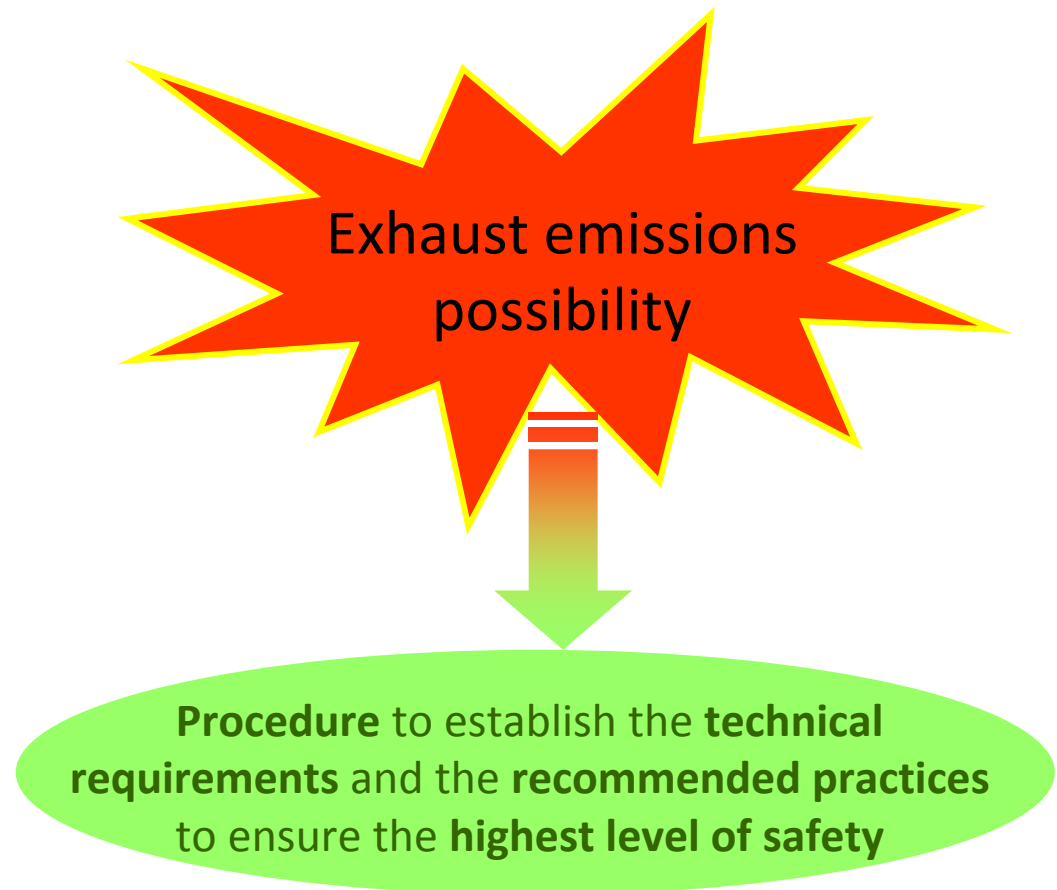 Exhaust emissions
possibility
Procedure to establish the technical
requirements and the recommended practices
to ensure the highest level of safety